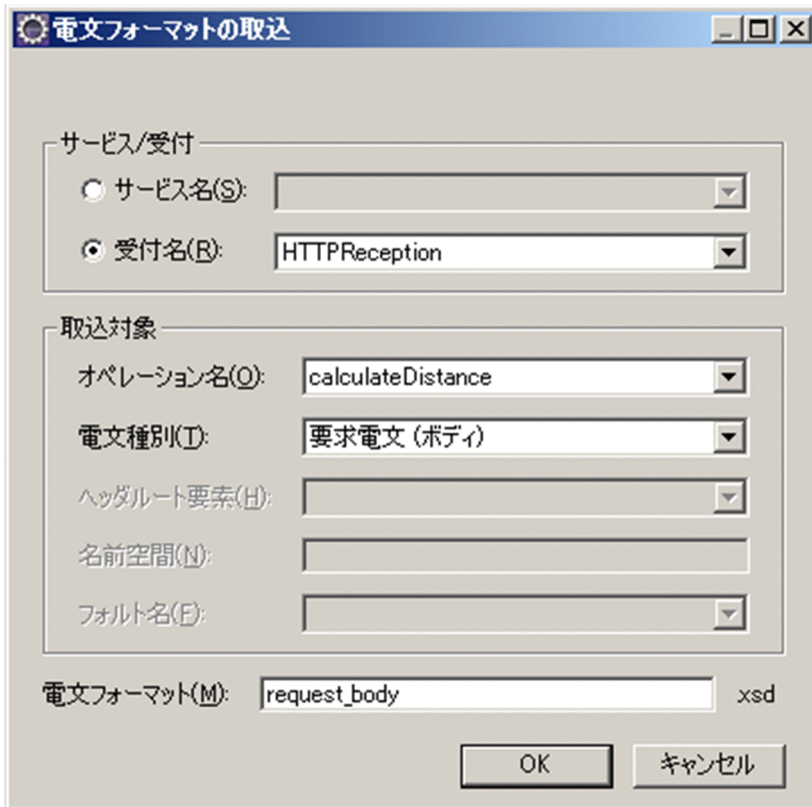 電文フォーマットの取込
サービス/受付
サービス名(S):
受付名(R): HTTPReception
取込対象
オペレーション名(O): calculateDistance
電文種別(T): 要求電文 (ボディ)
ヘッダルート要素(H):
名前空間(N):
フォルト名(F):
電文フォーマット(M): request_body .xsd
OK キャンセル